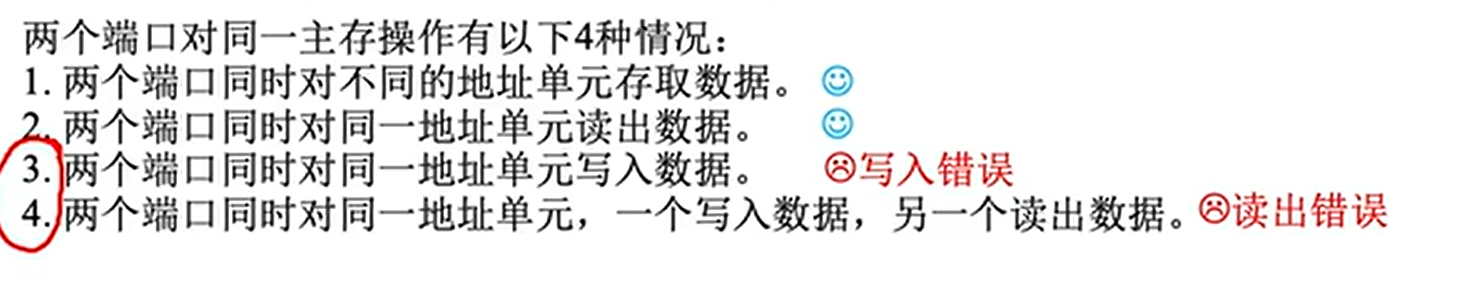 两个端口对同一主存操作有以下4种情况：
1. 两个端口同时对不同的地址单元存取数据。
2. 两个端口同时对同一地址单元读出数据。
3. 两个端口同时对同一地址单元写入数据。 写入错误
4. 两个端口同时对同一地址单元，一个写入数据，另一个读出数据。 读出错误